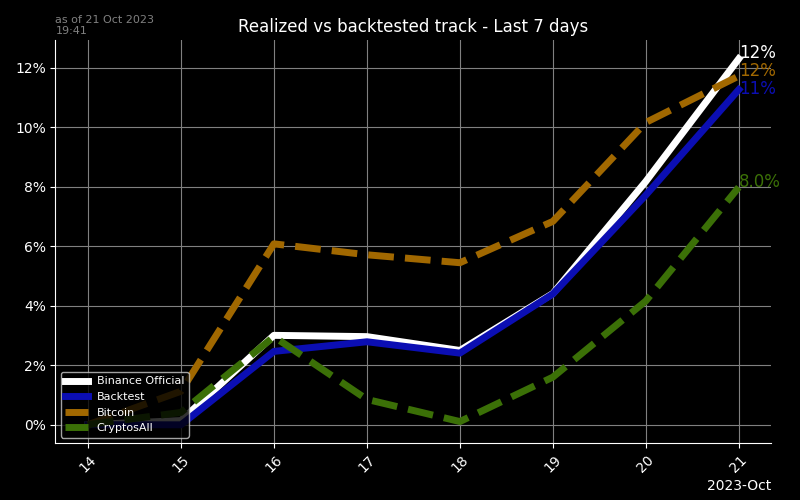 as of 21 Oct 2023
19:41
Realized vs backtested track - Last 7 days
12%
12%
11%
8.0%
12%
10%
8%
6%
4%
2%
0%
Binance Official
Backtest
Bitcoin
CryptosAll
14
15
16
17
18
19
20
21
2023-Oct